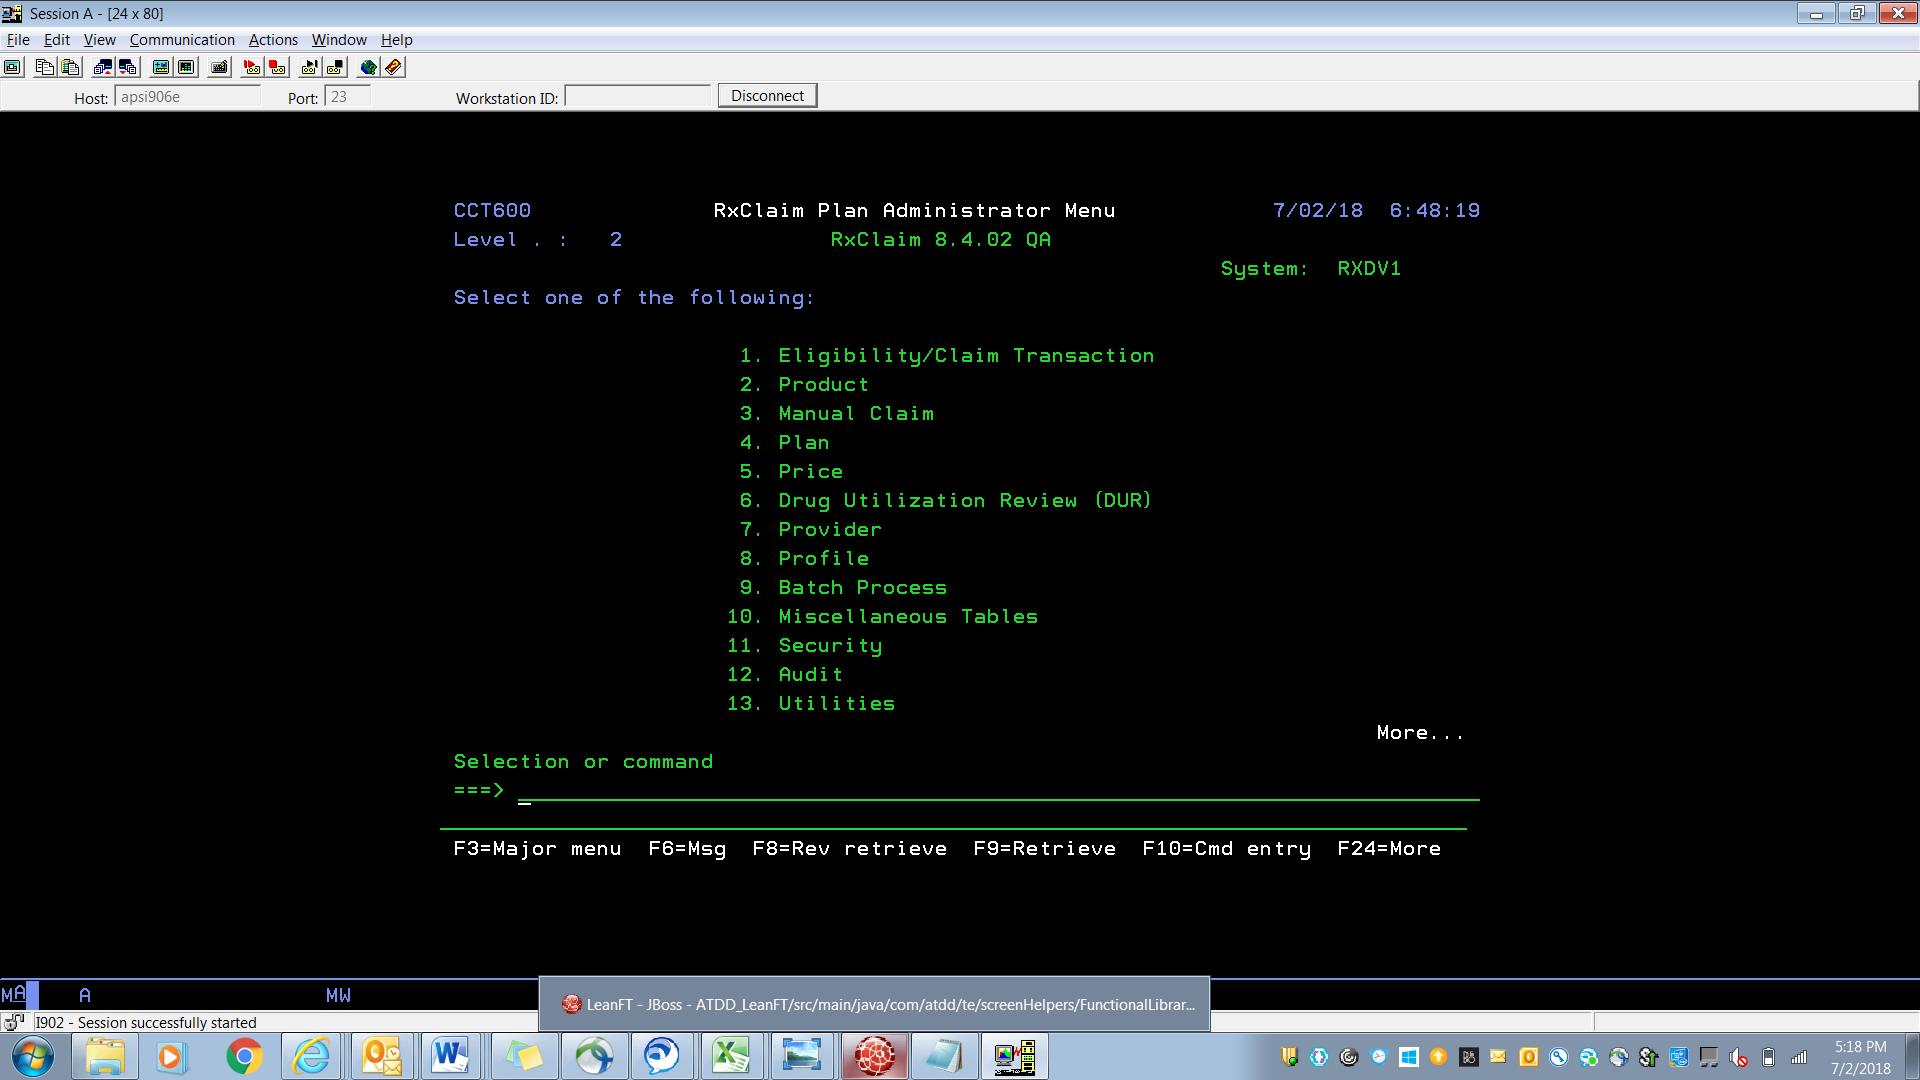 Session A - [24 x 80]
File Edit View Communication Actions Window Help
Host: apsi906e Port: 23 Workstation ID: Disconnect
CCT600 RxClaim Plan Administrator Menu 7/02/18 6:48:19
Level . : 2 RxClaim 8.4.02 QA
System: RXDV1
Select one of the following:
1. Eligibility/Claim Transaction
2. Product
3. Manual Claim
4. Plan
5. Price
6. Drug Utilization Review (DUR)
7. Provider
8. Profile
9. Batch Process
10. Miscellaneous Tables
11. Security
12. Audit
13. Utilities
More...
Selection or command
===>
F3=Major menu F6=Msg F8=Rev retrieve F9=Retrieve F10=Cmd entry F24=More
MA A MW
LeanFT - JBoss - ATDD_LeanFT/src/main/java/com/atdd/te/screenHelpers/FunctionalLibrar...
I902 - Session successfully started
5:18 PM
7/2/2018